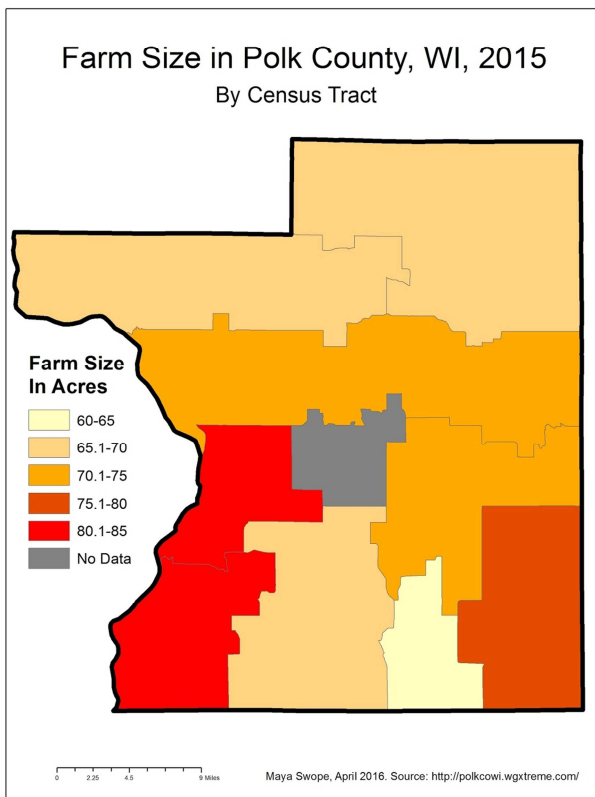 Farm Size in Polk County, WI, 2015
By Census Tract
Farm Size
In Acres
60-65
65.1-70
70.1-75
75.1-80
80.1-85
No Data
0 2.25 4.5 9 Miles
Maya Swope, April 2016. Source: http://polkcowi.wgxtreme.com/